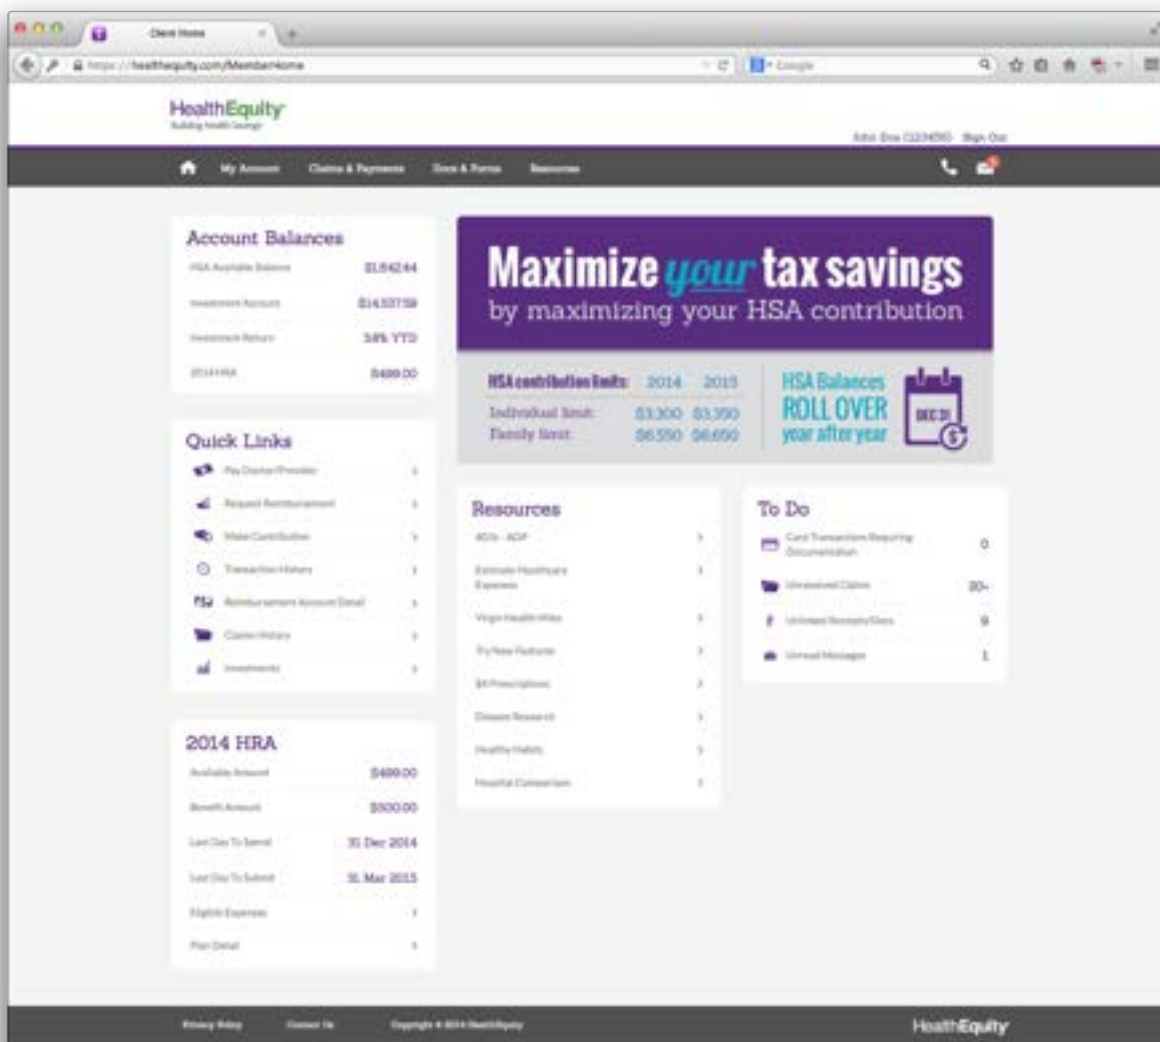 Client Home
https://healthequity.com/MemberHome
Google
HealthEquity
Building Health Savings
John Doe (123456) Sign Out
My Account Claims & Payments Docs & Forms Resources
Account Balances
HSA Available Balance $1,642.44
Investment Account
Investment Return YTD
2014 HRA $499.00
Maximize your tax savings
by maximizing your HSA contribution
HSA contribution limits: 2014 2015
Individual limit: $3,300 $3,350
Family limit: $6,550 $6,650
HSA Balances
ROLL OVER
year after year
DEC 31
$
Quick Links
Pay Doctor/Provider
Request Reimbursement
Make Contribution
Transaction History
Reimbursement Account Detail
Claims History
Investments
2014 HRA
Available Amount $499.00
Benefit Amount $500.00
Last Day To Spend 31 Dec 2014
Last Day To Submit 31 Mar 2015
Eligible Expenses
Plan Detail
Resources
401k - ADP
Estimate Healthcare
Expenses
Virgin Health Miles
Try New Features
$4 Prescriptions
Disease Research
Healthy Habits
Hospital Comparison
To Do
Card Transactions Requiring
Documentation 0
Unresolved Claims 20+
Unlinked Receipts/Docs 9
Unread Messages 1
Privacy Policy Contact Us Copyright © 2014 HealthEquity
HealthEquity